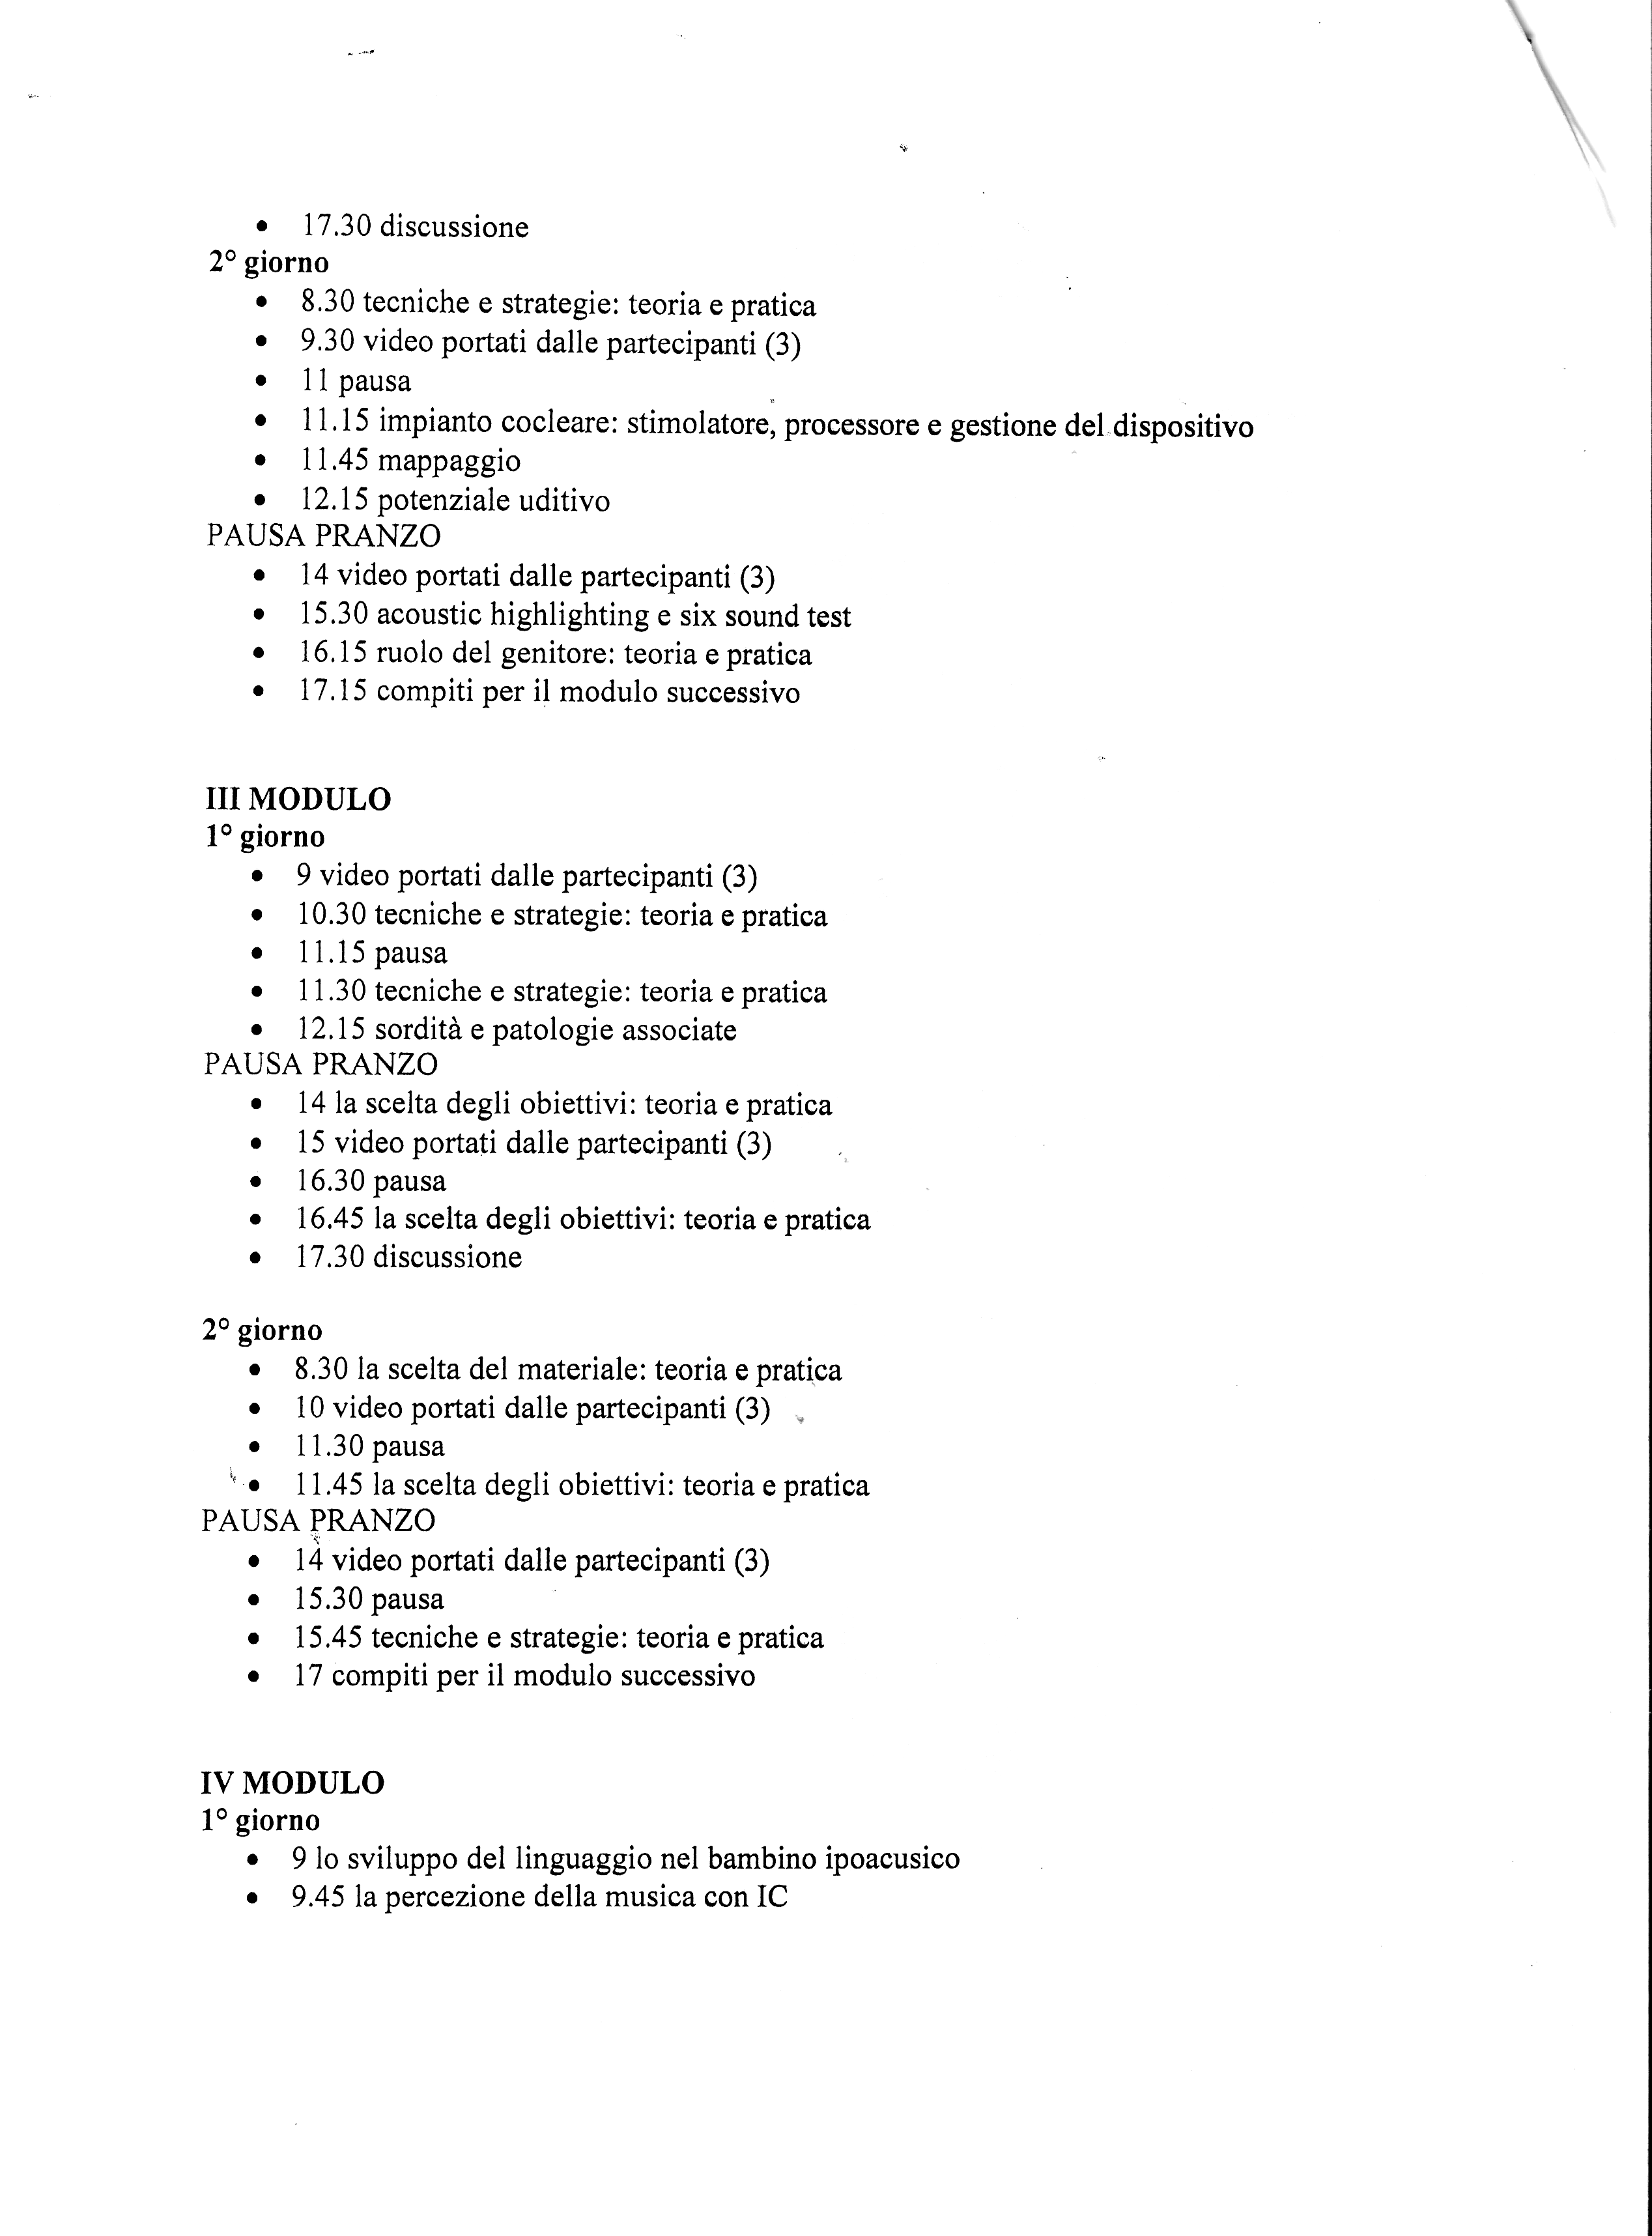 • 17.30 discussione
2° giorno
• 8.30 tecniche e strategie: teoria e pratica
• 9.30 video portati dalle partecipanti (3)
• 11 pausa
• 11.15 impianto cocleare: stimolatore, processore e gestione del dispositivo
• 11.45 mappaggio
• 12.15 potenziale uditivo
PAUSA PRANZO
• 14 video portati dalle partecipanti (3)
• 15.30 acoustic highlighting e six sound test
• 16.15 ruolo del genitore: teoria e pratica
• 17.15 compiti per il modulo successivo
III MODULO
1° giorno
• 9 video portati dalle partecipanti (3)
• 10.30 tecniche e strategie: teoria e pratica
• 11.15 pausa
• 11.30 tecniche e strategie: teoria e pratica
• 12.15 sordità e patologie associate
PAUSA PRANZO
• 14 la scelta degli obiettivi: teoria e pratica
• 15 video portati dalle partecipanti (3)
• 16.30 pausa
• 16.45 la scelta degli obiettivi: teoria e pratica
• 17.30 discussione
2° giorno
• 8.30 la scelta del materiale: teoria e pratica
• 10 video portati dalle partecipanti (3)
• 11.30 pausa
• 11.45 la scelta degli obiettivi: teoria e pratica
PAUSA PRANZO
• 14 video portati dalle partecipanti (3)
• 15.30 pausa
• 15.45 tecniche e strategie: teoria e pratica
• 17 compiti per il modulo successivo
IV MODULO
1° giorno
• 9 lo sviluppo del linguaggio nel bambino ipoacusico
• 9.45 la percezione della musica con IC